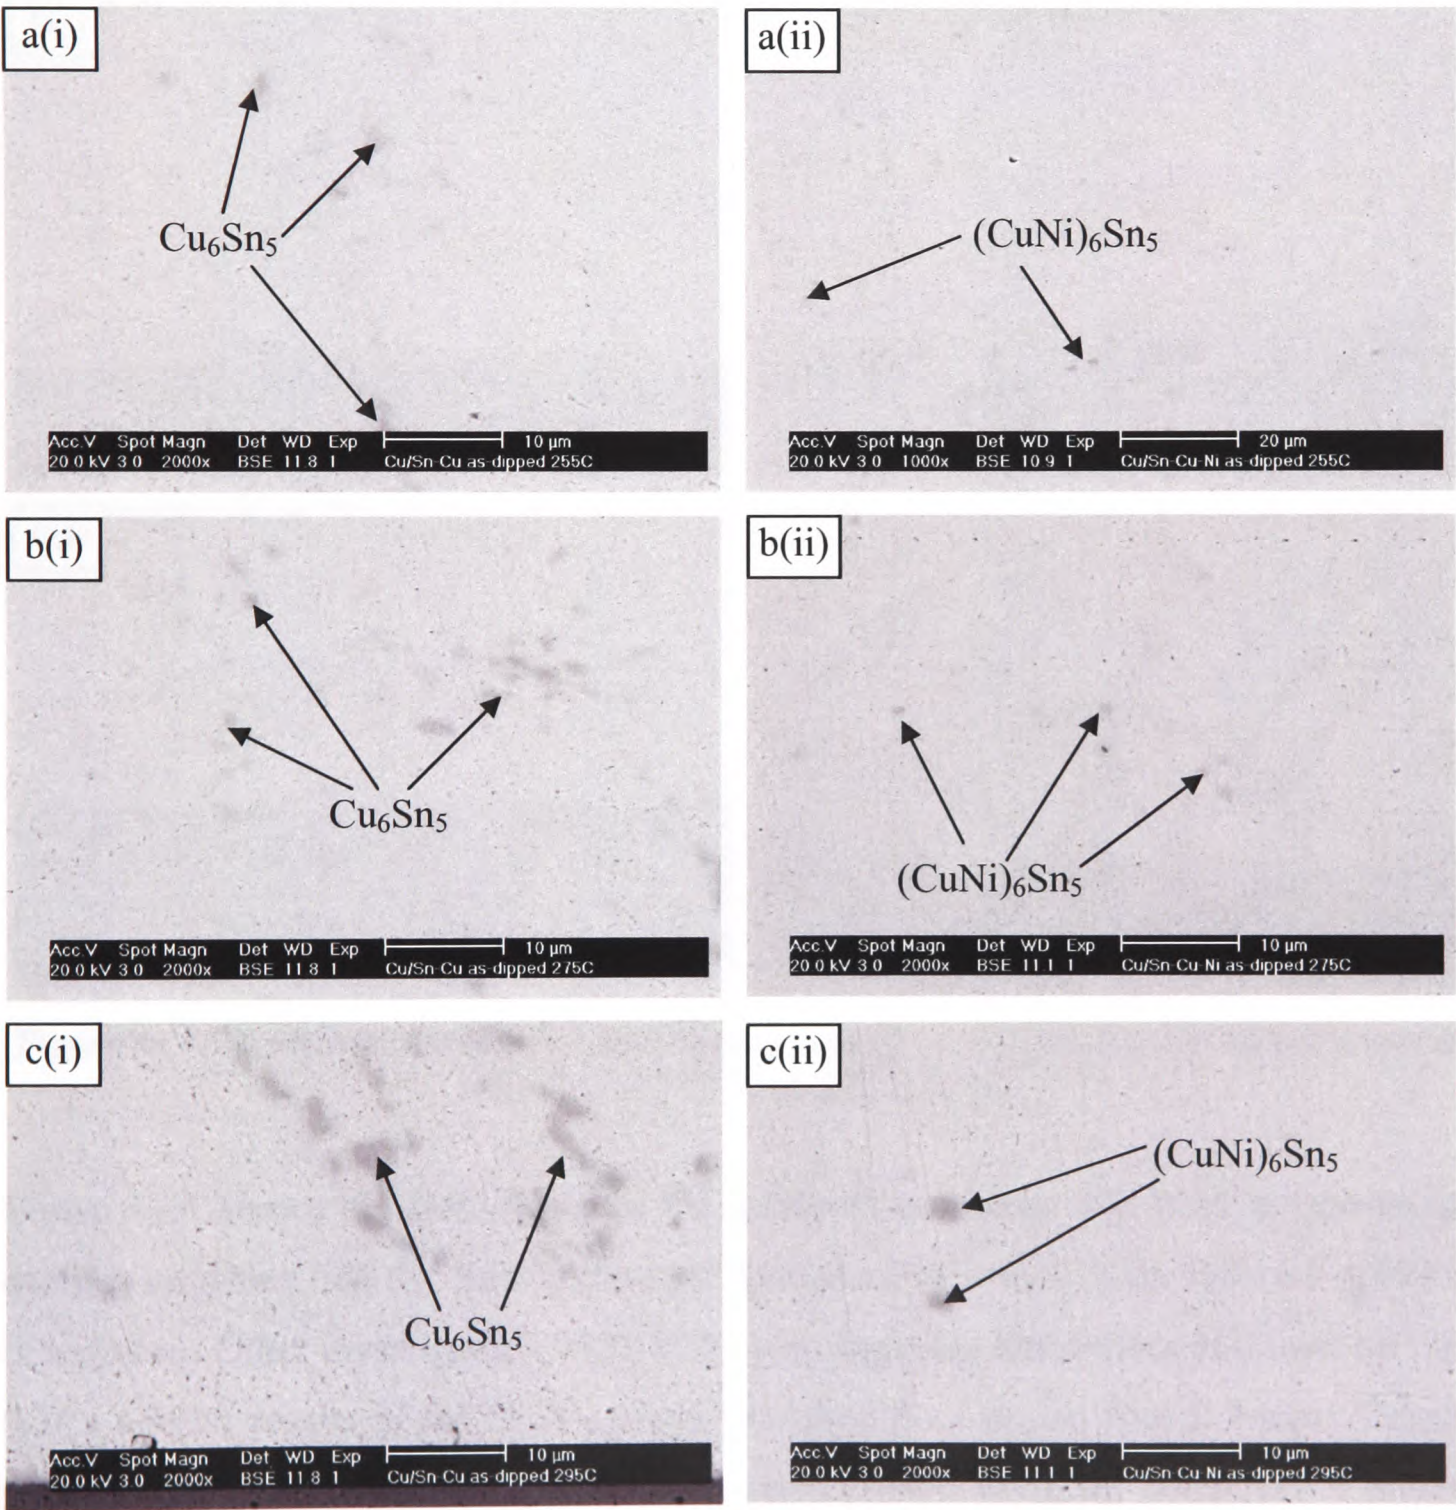 a(i)
Cu₆Sn₅
Acc.V Spot Magn Det WD Exp 10 µm
20.0 kV 3.0 2000x BSE 11.8 1 Cu/Sn-Cu as-dipped 255C
a(ii)
(CuNi)₆Sn₅
Acc.V Spot Magn Det WD Exp 20 µm
20.0 kV 3.0 1000x BSE 10.9 1 Cu/Sn-Cu-Ni as-dipped 255C
b(i)
Cu₆Sn₅
Acc.V Spot Magn Det WD Exp 10 µm
20.0 kV 3.0 2000x BSE 11.8 1 Cu/Sn-Cu as-dipped 275C
b(ii)
(CuNi)₆Sn₅
Acc.V Spot Magn Det WD Exp 10 µm
20.0 kV 3.0 2000x BSE 11.1 1 Cu/Sn-Cu-Ni as-dipped 275C
c(i)
Cu₆Sn₅
Acc.V Spot Magn Det WD Exp 10 µm
20.0 kV 3.0 2000x BSE 11.8 1 Cu/Sn-Cu as-dipped 295C
c(ii)
(CuNi)₆Sn₅
Acc.V Spot Magn Det WD Exp 10 µm
20.0 kV 3.0 2000x BSE 11.1 1 Cu/Sn-Cu-Ni as-dipped 295C